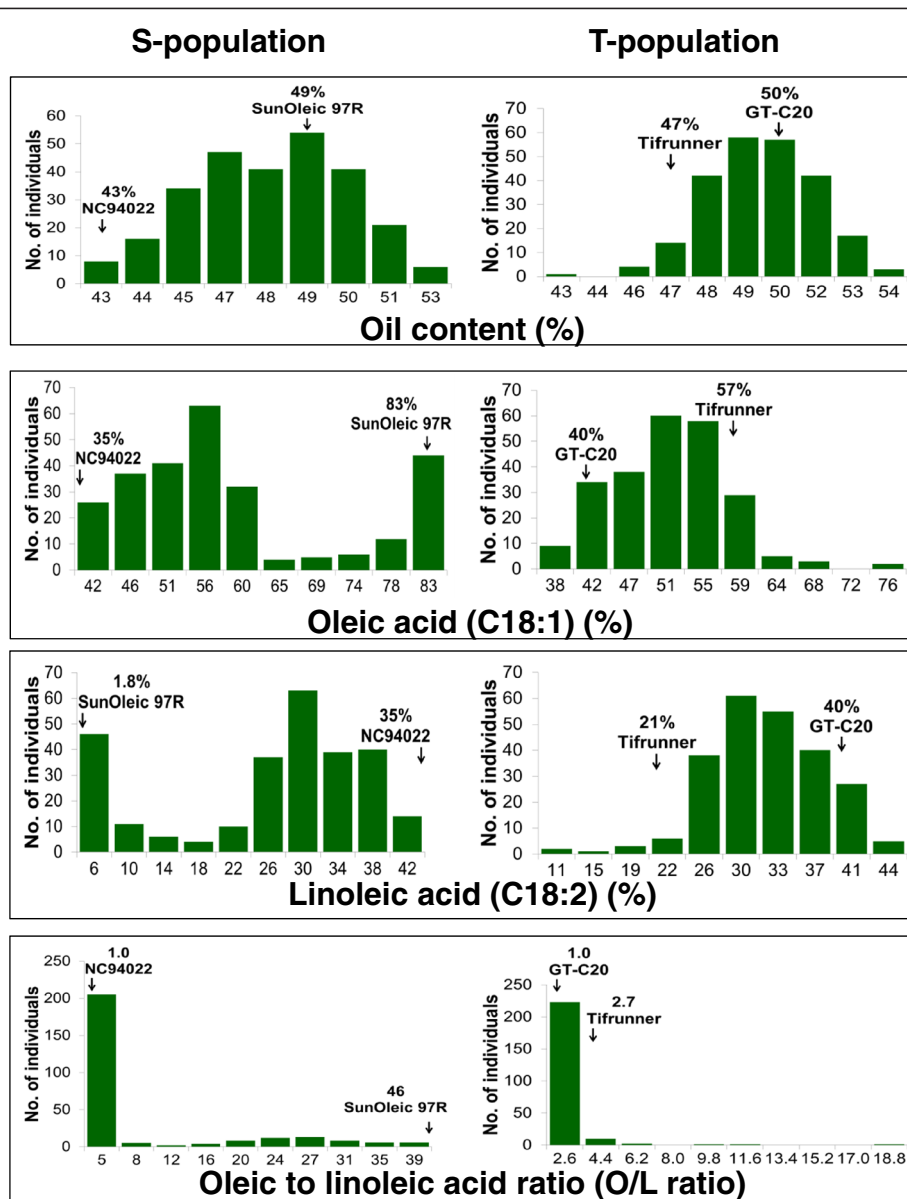 S-population
T-population
No. of individuals
60
50
40
30
20
10
0
43%
NC94022
49%
SunOleic 97R
43 44 45 47 48 49 50 51 53
No. of individuals
70
60
50
40
30
20
10
0
47%
Tifrunner
50%
GT-C20
43 44 46 47 48 49 50 52 53 54
Oil content (%)
No. of individuals
70
60
50
40
30
20
10
0
35%
NC94022
83%
SunOleic 97R
42 46 51 56 60 65 69 74 78 83
No. of individuals
70
60
50
40
30
20
10
0
40%
GT-C20
57%
Tifrunner
38 42 47 51 55 59 64 68 72 76
Oleic acid (C18:1) (%)
No. of individuals
70
60
50
40
30
20
10
0
1.8%
SunOleic 97R
35%
NC94022
6 10 14 18 22 26 30 34 38 42
No. of individuals
70
60
50
40
30
20
10
0
21%
Tifrunner
40%
GT-C20
11 15 19 22 26 30 33 37 41 44
Linoleic acid (C18:2) (%)
No. of individuals
250
200
150
100
50
0
1.0
NC94022
46
SunOleic 97R
5 8 12 16 20 24 27 31 35 39
No. of individuals
250
200
150
100
50
0
1.0
GT-C20
2.7
Tifrunner
2.6 4.4 6.2 8.0 9.8 11.6 13.4 15.2 17.0 18.8
Oleic to linoleic acid ratio (O/L ratio)